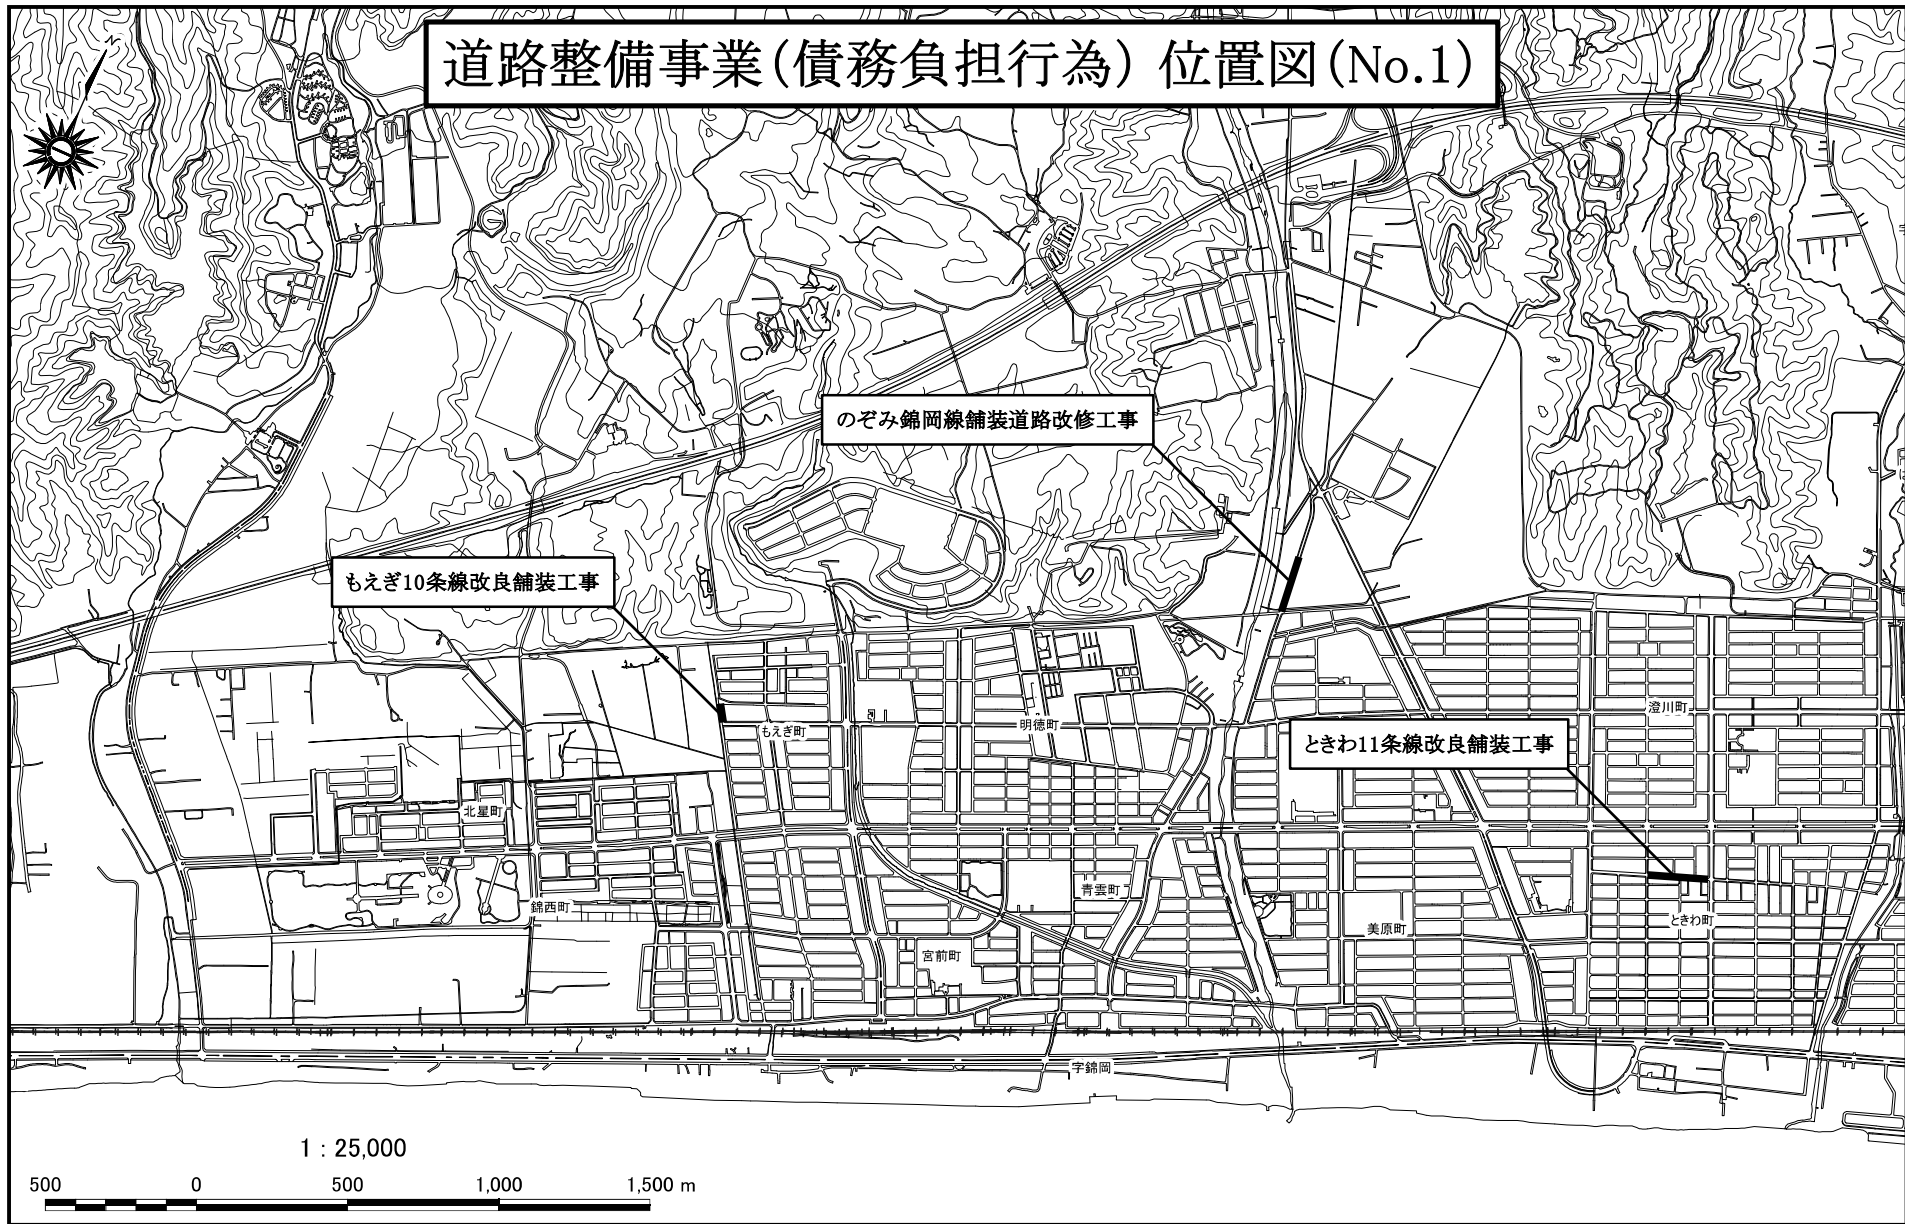 道路整備事業(債務負担行為) 位置図(No.1)
のぞみ錦岡線舗装道路改修工事
もえぎ10条線改良舗装工事
ときわ11条線改良舗装工事
澄川町
明徳町
もえぎ町
北星町
青雲町
錦西町
ときわ町
美原町
宮前町
字錦岡
1 : 25,000
500 0 500 1,000 1,500 m